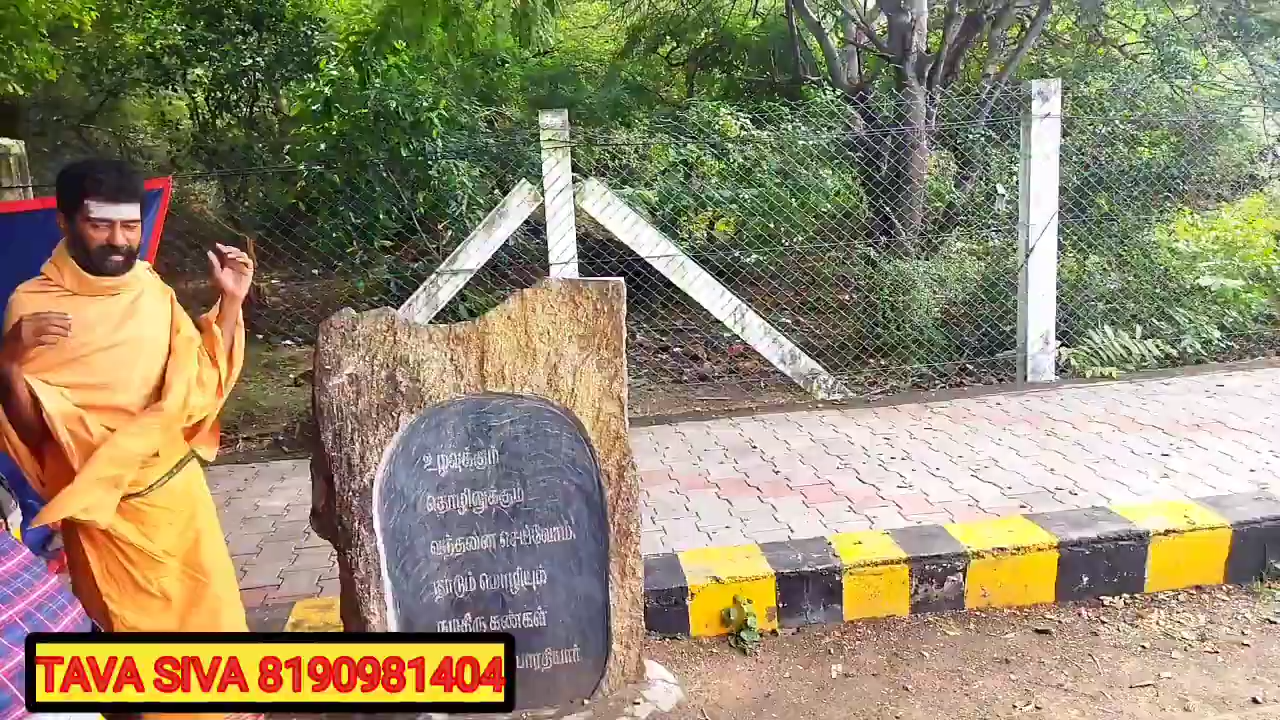 உழவுக்கும்
தொழிலுக்கும்
வந்தனை செய்வோம்
நாடும் மொழியும்
நமதிரு கண்கள்
பாரதியார்
TAVA SIVA 8190981404